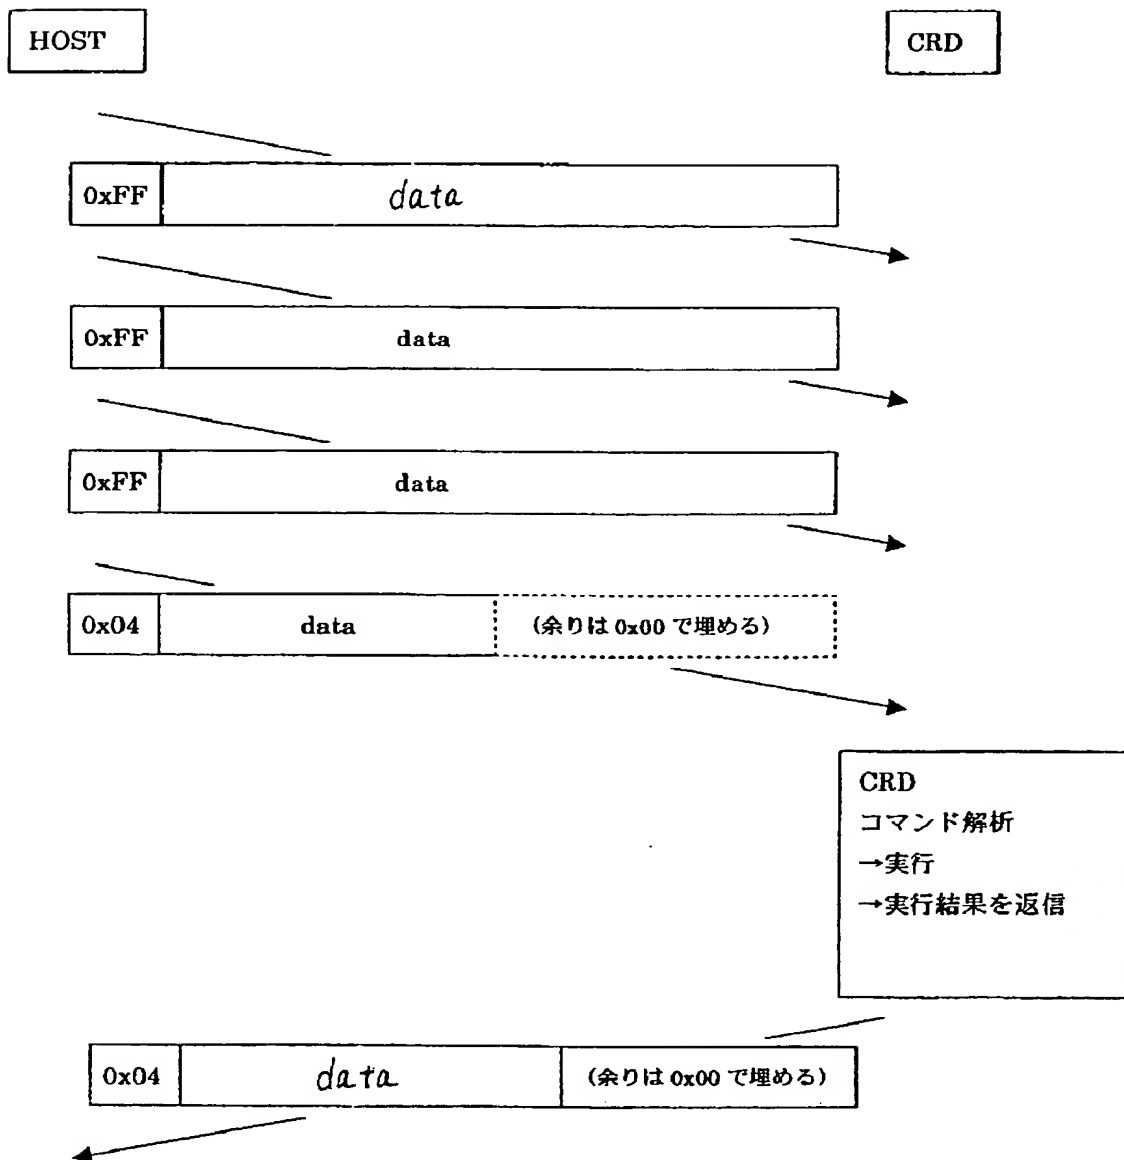 HOST
CRD
0xFF data
0xFF data
0xFF data
0x04 data (余りは 0x00 で埋める)
CRD
コマンド解析
→実行
→実行結果を返信
0x04 data (余りは 0x00 で埋める)